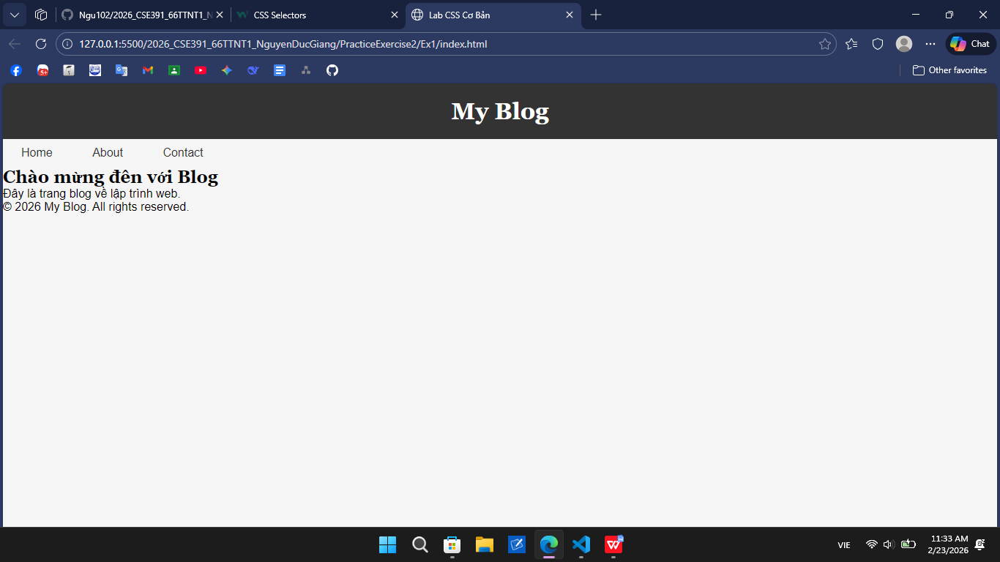 Ngu102/2026_CSE391_66TTNT1_N
CSS Selectors
Lab CSS Cơ Bản
127.0.0.1:5500/2026_CSE391_66TTNT1_NguyenDucGiang/PracticeExercise2/Ex1/index.html
Chat
Other favorites
My Blog
Home About Contact
Chào mừng đên với Blog
Đây là trang blog về lập trình web.
© 2026 My Blog. All rights reserved.
VIE
11:33 AM
2/23/2026